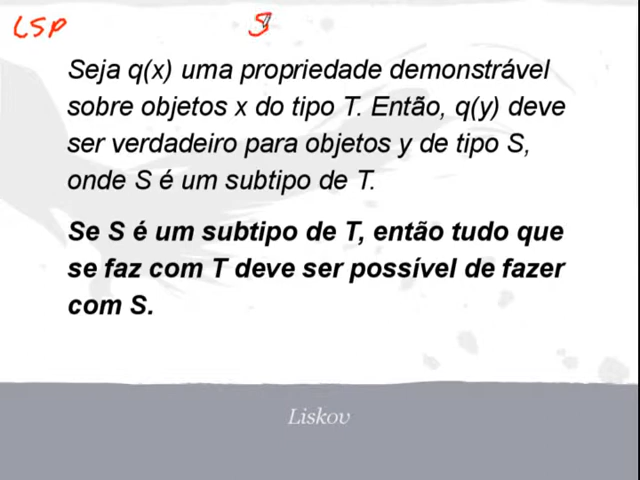 LSP S
Seja q(x) uma propriedade demonstrável
sobre objetos x do tipo T. Então, q(y) deve
ser verdadeiro para objetos y de tipo S,
onde S é um subtipo de T.
Se S é um subtipo de T, então tudo que
se faz com T deve ser possível de fazer
com S.
Liskov